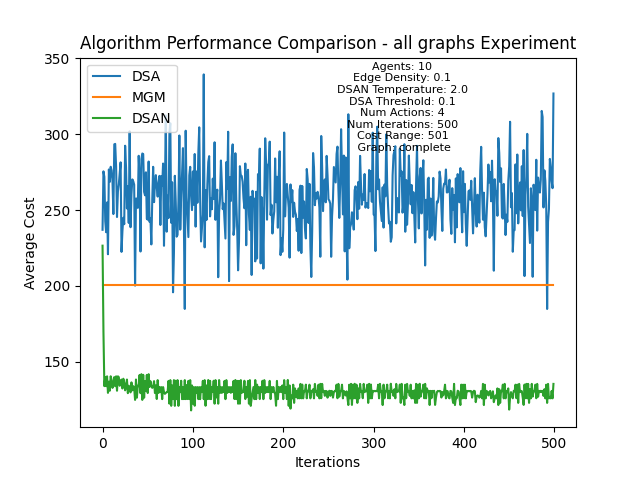 Algorithm Performance Comparison - all graphs Experiment
350
300
250
200
150
Average Cost
DSA
MGM
DSAN
Agents: 10
Edge Density: 0.1
DSAN Temperature: 2.0
DSA Threshold: 0.1
Num Actions: 4
Num Iterations: 500
Cost Range: 501
Graph: complete
0
100
200
300
400
500
Iterations